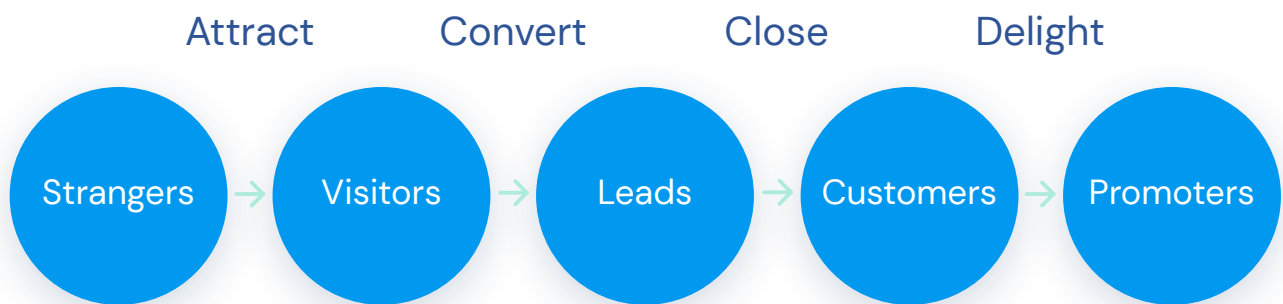 Attract Convert Close Delight
Strangers Visitors Leads Customers Promoters